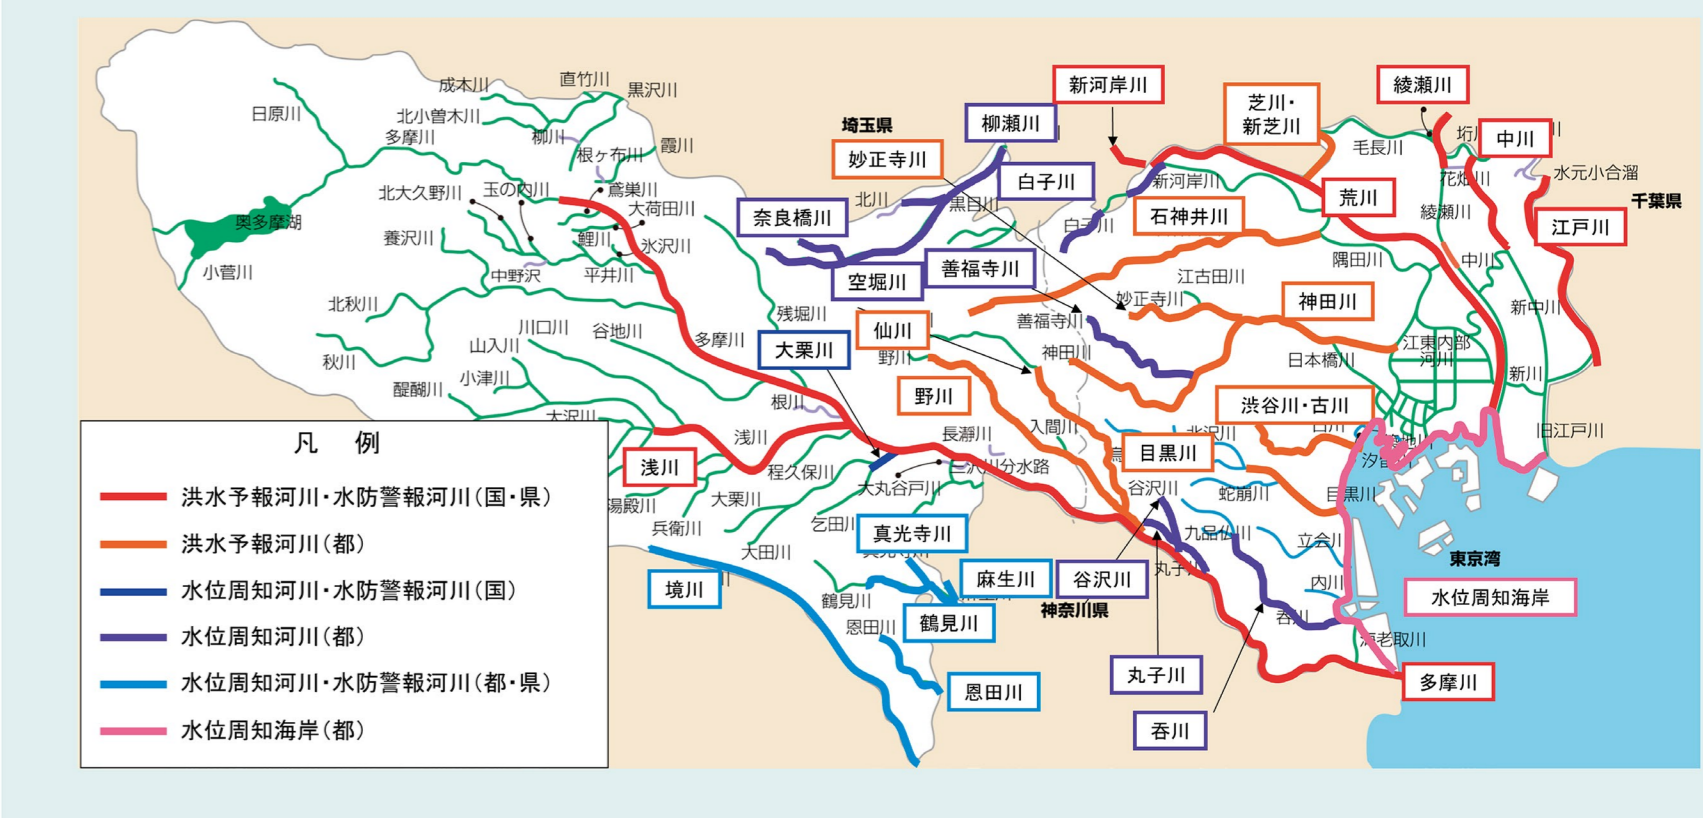 成木川
直竹川
黒沢川
日原川
北小曽木川
多摩川
柳川
根ヶ布川
霞川
北大久野川
玉の内川
鳶巣川
大荷田川
奥多摩湖
養沢川
鯉川
氷沢川
小菅川
中野沢
平井川
北秋川
川口川
谷地川
残堀川
多摩川
秋川
山入川
小津川
醍醐川
大沢川
根川
浅川
程久保川
湯殿川
大栗川
兵衛川
大田川
乞田川
長瀞川
三沢川分水路
大丸谷戸川
鶴見川
恩田川
埼玉県
新河岸川
柳瀬川
妙正寺川
白子川
奈良橋川
北川
黒目川
空堀川
善福寺川
芝川・
新芝川
綾瀬川
中川
毛長川
水元小合溜
千葉県
新河岸川
花畑川
荒川
江戸川
白子川
石神井川
綾瀬川
隅田川
中川
江古田川
妙正寺川
神田川
新中川
善福寺川
仙川
野川
神田川
日本橋川
江東内部
河川
新川
大栗川
野川
渋谷川・古川
旧江戸川
入間川
目黒川
浅川
谷沢川
蛇崩川
目黒川
九品仏川
立会川
東京湾
丸子川
内川
水位周知海岸
真光寺川
麻生川
谷沢川
神奈川県
境川
鶴見川
呑川
海老取川
恩田川
丸子川
多摩川
呑川
凡 例
洪水予報河川・水防警報河川(国・県)
洪水予報河川(都)
水位周知河川・水防警報河川(国)
水位周知河川(都)
水位周知河川・水防警報河川(都・県)
水位周知海岸(都)